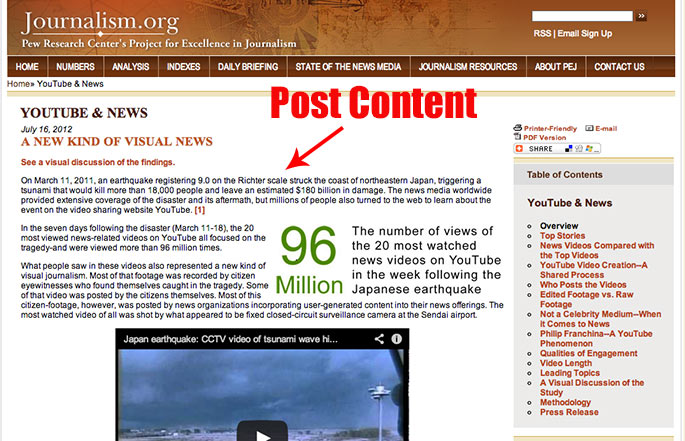 Journalism.org
Pew Research Center's Project for Excellence in Journalism
RSS | Email Sign Up
HOME NUMBERS ANALYSIS INDEXES DAILY BRIEFING STATE OF THE NEWS MEDIA JOURNALISM RESOURCES ABOUT PEJ CONTACT US
Home» YouTube & News
YOUTUBE & NEWS
July 16, 2012
A NEW KIND OF VISUAL NEWS
Post Content
See a visual discussion of the findings.
On March 11, 2011, an earthquake registering 9.0 on the Richter scale struck the coast of northeastern Japan, triggering a
tsunami that would kill more than 18,000 people and leave an estimated $180 billion in damage. The news media worldwide
provided extensive coverage of the disaster and its aftermath, but millions of people also turned to the web to learn about the
event on the video sharing website YouTube. [1]
In the seven days following the disaster (March 11-18), the 20
most viewed news-related videos on YouTube all focused on the
tragedy-and were viewed more than 96 million times.
What people saw in these videos also represented a new kind of
visual journalism. Most of that footage was recorded by citizen
eyewitnesses who found themselves caught in the tragedy. Some
of that video was posted by the citizens themselves. Most of this
citizen-footage, however, was posted by news organizations incorporating user-generated content into their news offerings. The
most watched video of all was shot by what appeared to be fixed closed-circuit surveillance camera at the Sendai airport.
96
Million
The number of views of
the 20 most watched
news videos on YouTube
in the week following the
Japanese earthquake
Japan earthquake: CCTV video of tsunami wave hi...
Printer-Friendly E-mail
PDF Version
SHARE
Table of Contents
YouTube & News
Overview
Top Stories
News Videos Compared with
the Top Videos
YouTube Video Creation--A
Shared Process
Who Posts the Videos
Edited Footage vs. Raw
Footage
Not a Celebrity Medium--When
it Comes to News
Philip Franchina--A YouTube
Phenomenon
Qualities of Engagement
Video Length
Leading Topics
A Visual Discussion of the
Study
Methodology
Press Release